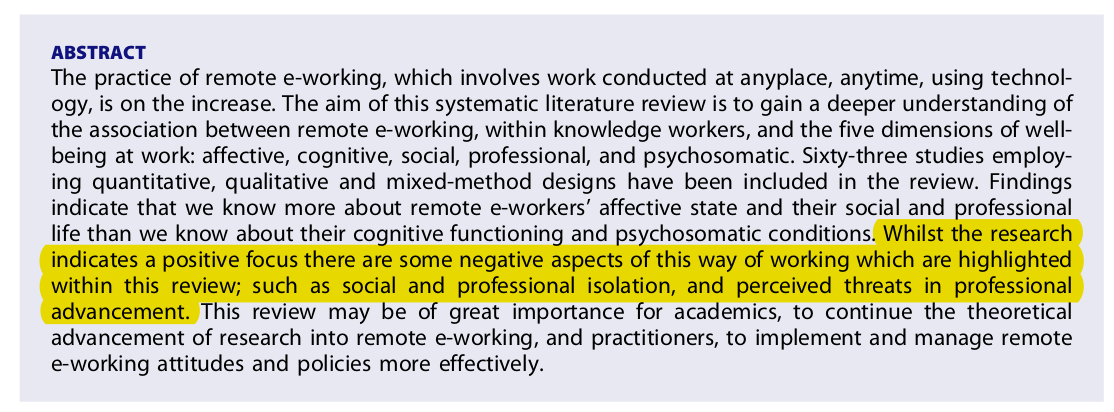 ABSTRACT
The practice of remote e-working, which involves work conducted at anyplace, anytime, using technol-
ogy, is on the increase. The aim of this systematic literature review is to gain a deeper understanding of
the association between remote e-working, within knowledge workers, and the five dimensions of well-
being at work: affective, cognitive, social, professional, and psychosomatic. Sixty-three studies employ-
ing quantitative, qualitative and mixed-method designs have been included in the review. Findings
indicate that we know more about remote e-workers’ affective state and their social and professional
life than we know about their cognitive functioning and psychosomatic conditions. Whilst the research
indicates a positive focus there are some negative aspects of this way of working which are highlighted
within this review; such as social and professional isolation, and perceived threats in professional
advancement. This review may be of great importance for academics, to continue the theoretical
advancement of research into remote e-working, and practitioners, to implement and manage remote
e-working attitudes and policies more effectively.